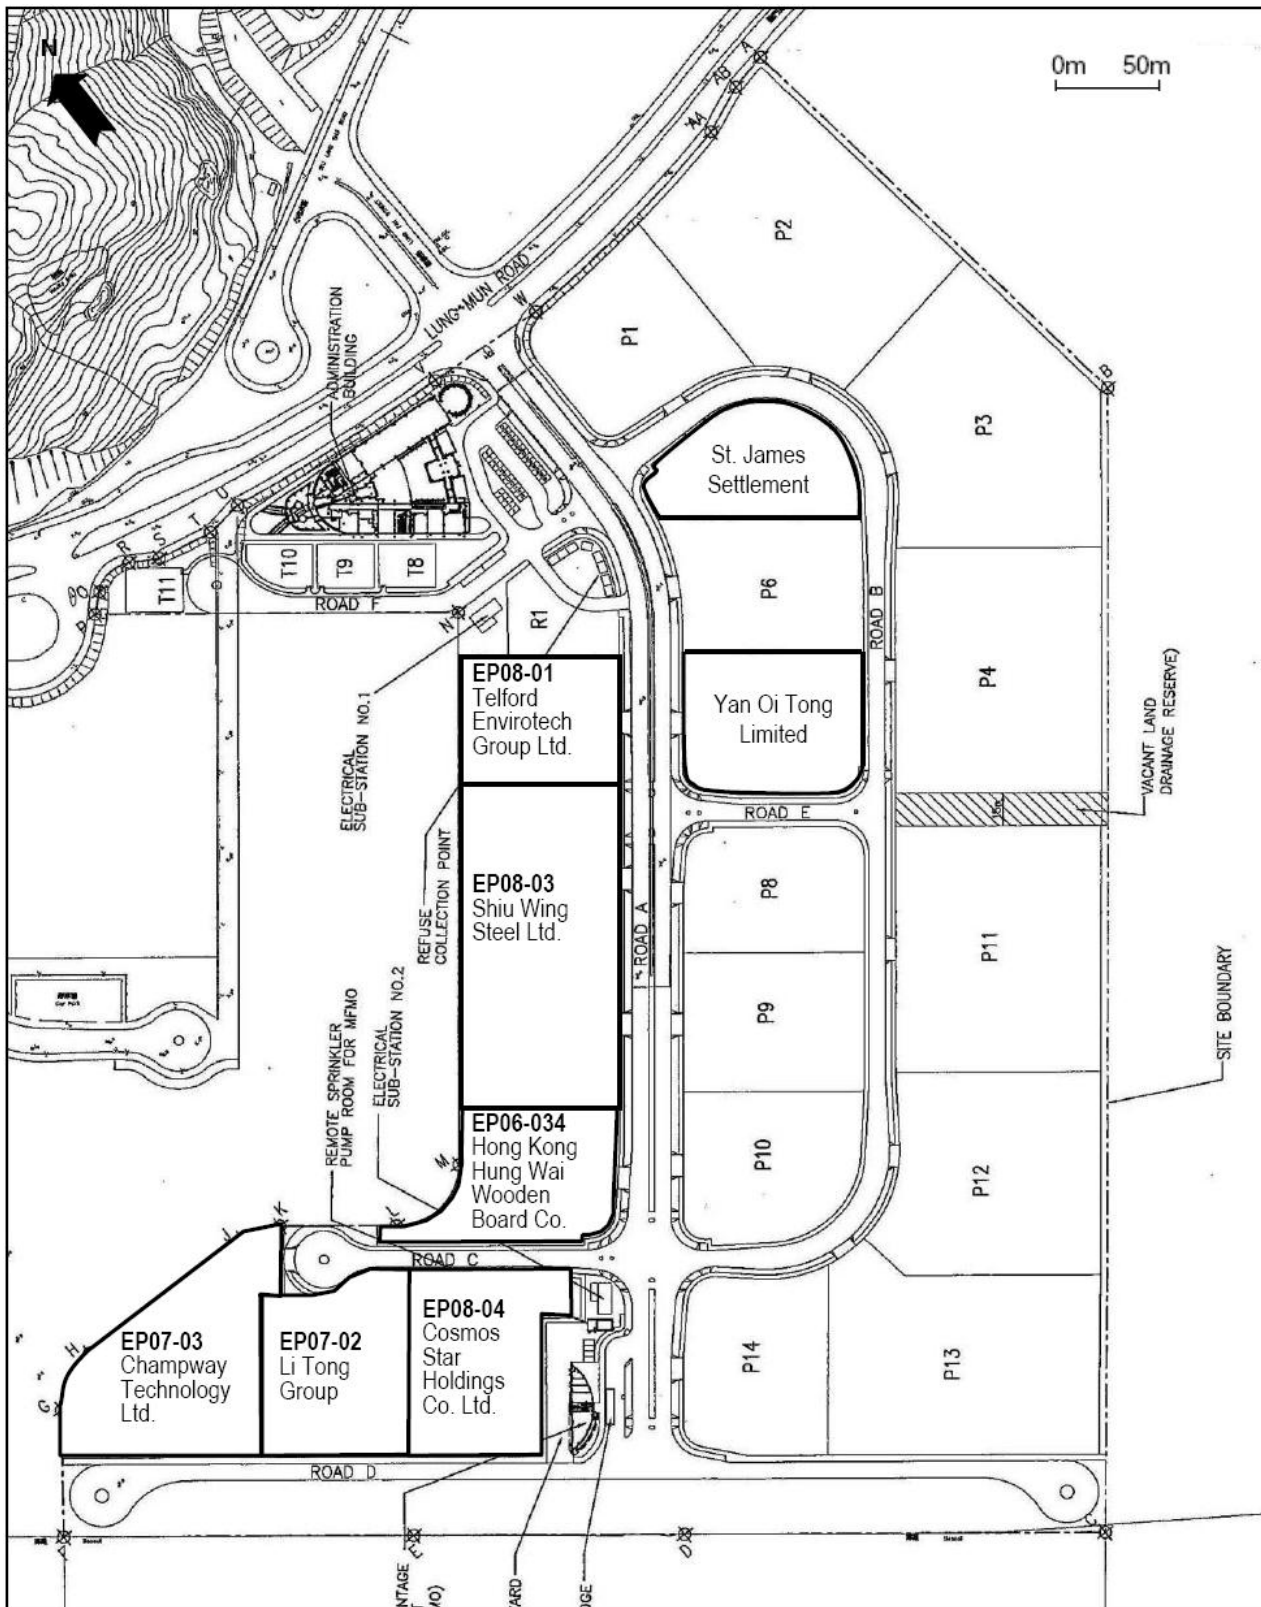 N
0m 50m
A
AB
AA
P2
LUNG MUN ROAD
W
V
P1
B
ADMINISTRATION
BUILDING
P3
St. James
Settlement
U
T
S
R
P
T11
T10
T9
T8
ROAD F
N
R1
P6
ROAD B
P4
EP08-01
Telford
Envirotech
Group Ltd.
Yan Oi Tong
Limited
ELECTRICAL
SUB-STATION NO.1
VACANT LAND
DRAINAGE RESERVE)
ROAD E
REFUSE
COLLECTION POINT
EP08-03
Shiu Wing
Steel Ltd.
ROAD A
P8
P11
P9
SITE BOUNDARY
REMOTE SPRINKLER
PUMP ROOM FOR MFMO
ELECTRICAL
SUB-STATION NO.2
EP06-034
Hong Kong
Hung Wai
Wooden
Board Co.
P10
P12
M
L
K
J
ROAD C
EP07-03
Champway
Technology
Ltd.
EP07-02
Li Tong
Group
EP08-04
Cosmos
Star
Holdings
Co. Ltd.
P14
P13
H
G
ROAD D
E
D
C
NTAGE
MO)